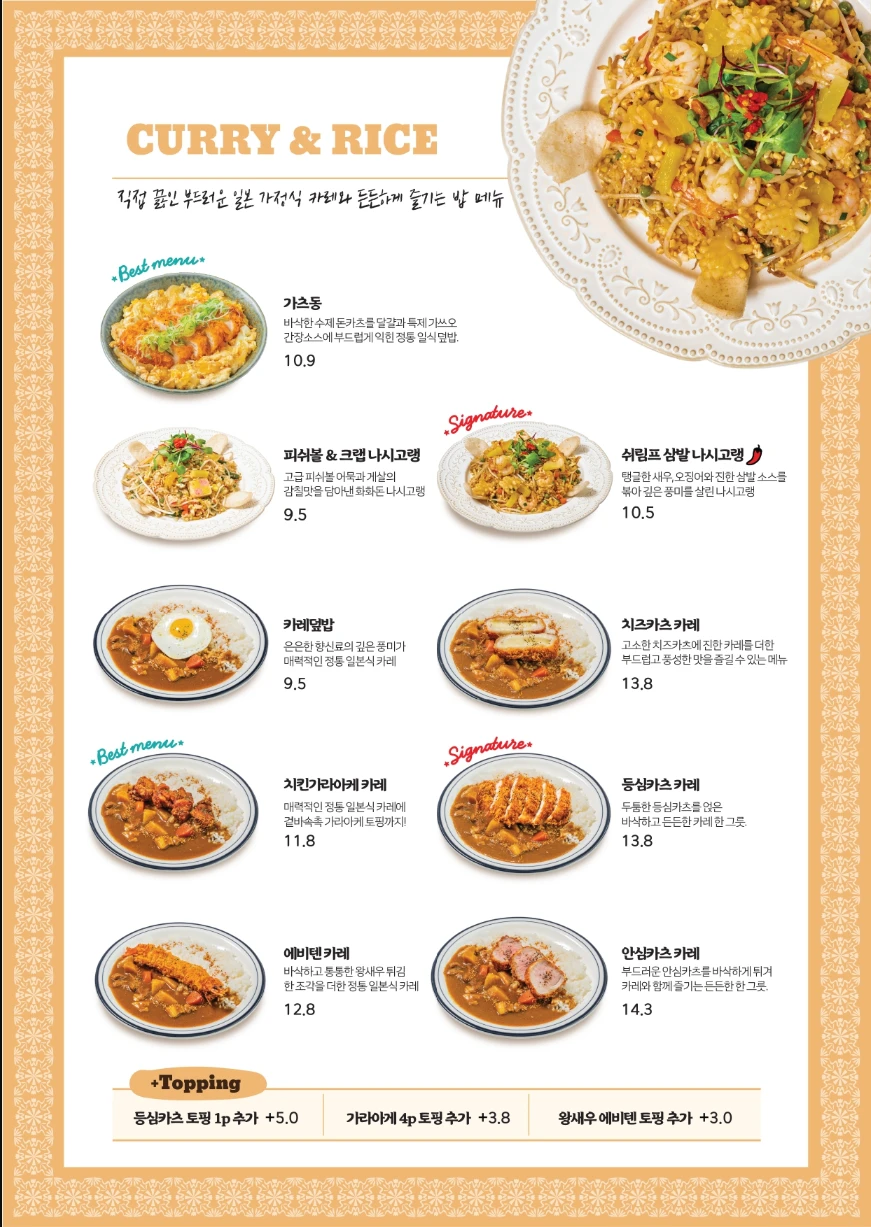 CURRY & RICE
직접 끓인 부드러운 일본 가정식 카레와 든든하게 즐기는 밥 메뉴
Best menu
가츠동
바삭한 수제 돈카츠를 달걀과 특제 가쓰오
간장소스에 부드럽게 익힌 정통 일식 덮밥.
10.9
피쉬볼 & 크랩 나시고랭
고급 피쉬볼 어묵과 게살의
감칠맛을 담아낸 화화돈 나시고랭
9.5
Signature
쉬림프 삼발 나시고랭
탱글한 새우,오징어와 진한 삼발 소스를
볶아 깊은 풍미를 살린 나시고랭
10.5
카레덮밥
은은한 향신료의 깊은 풍미가
매력적인 정통 일본식 카레
9.5
치즈카츠 카레
고소한 치즈카츠에 진한 카레를 더한
부드럽고 풍성한 맛을 즐길 수 있는 메뉴
13.8
Best menu
치킨가라아케 카레
매력적인 정통 일본식 카레에
겉바속촉 가라아케 토핑까지!
11.8
Signature
등심카츠 카레
두툼한 등심카츠를 얹은
바삭하고 든든한 카레 한 그릇.
13.8
에비텐 카레
바삭하고 통통한 왕새우 튀김
한 조각을 더한 정통 일본식 카레
12.8
안심카츠 카레
부드러운 안심카츠를 바삭하게 튀겨
카레와 함께 즐기는 든든한 한 그릇.
14.3
+Topping
등심카츠 토핑 1p 추가 +5.0
가라아게 4p 토핑 추가 +3.8
왕새우 에비텐 토핑 추가 +3.0